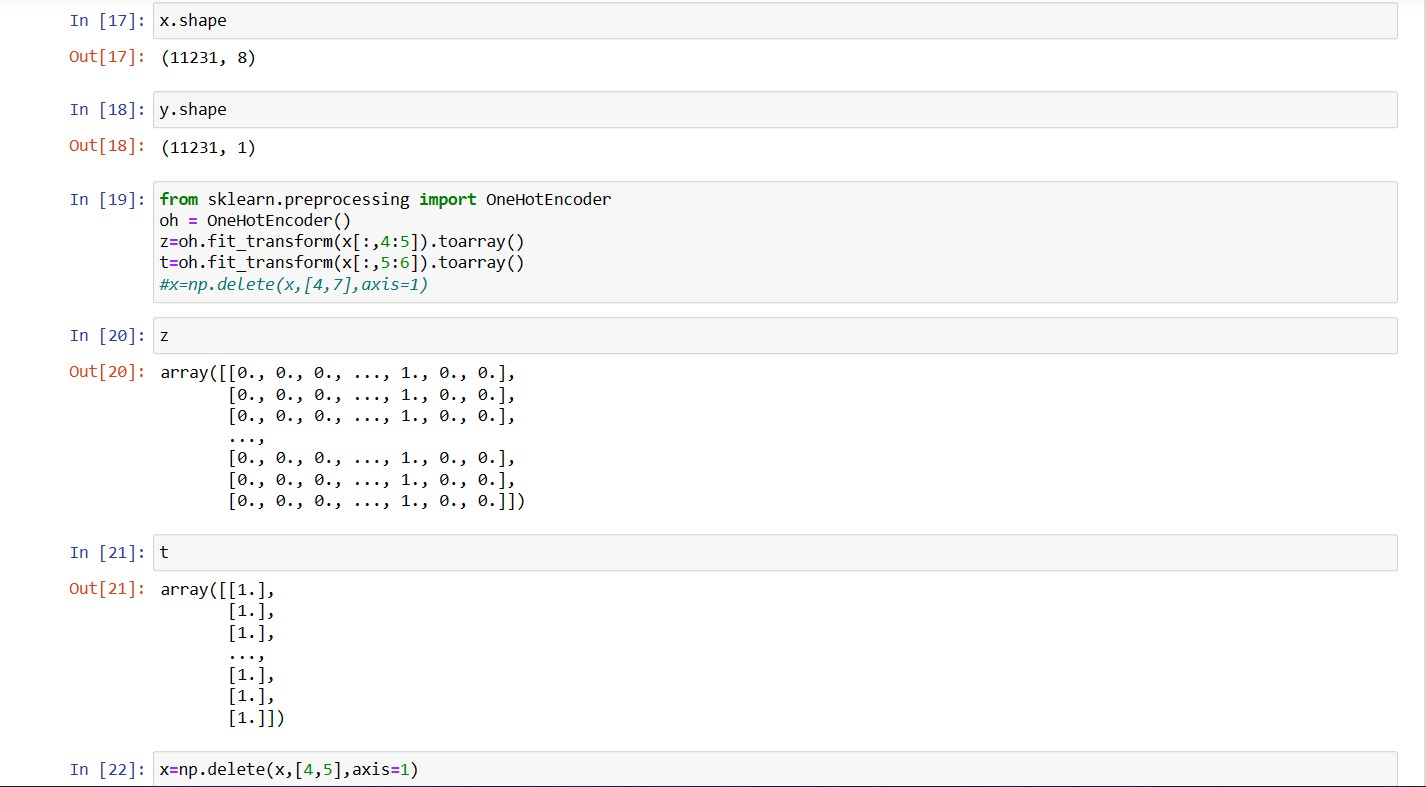 In [17]: x.shape
Out[17]: (11231, 8)
In [18]: y.shape
Out[18]: (11231, 1)
In [19]: from sklearn.preprocessing import OneHotEncoder
oh = OneHotEncoder()
z=oh.fit_transform(x[:,4:5]).toarray()
t=oh.fit_transform(x[:,5:6]).toarray()
#x=np.delete(x,[4,7],axis=1)
In [20]: z
Out[20]: array([[0., 0., 0., ..., 1., 0., 0.],
[0., 0., 0., ..., 1., 0., 0.],
[0., 0., 0., ..., 1., 0., 0.],
...,
[0., 0., 0., ..., 1., 0., 0.],
[0., 0., 0., ..., 1., 0., 0.],
[0., 0., 0., ..., 1., 0., 0.]])
In [21]: t
Out[21]: array([[1.],
[1.],
[1.],
...,
[1.],
[1.],
[1.]])
In [22]: x=np.delete(x,[4,5],axis=1)